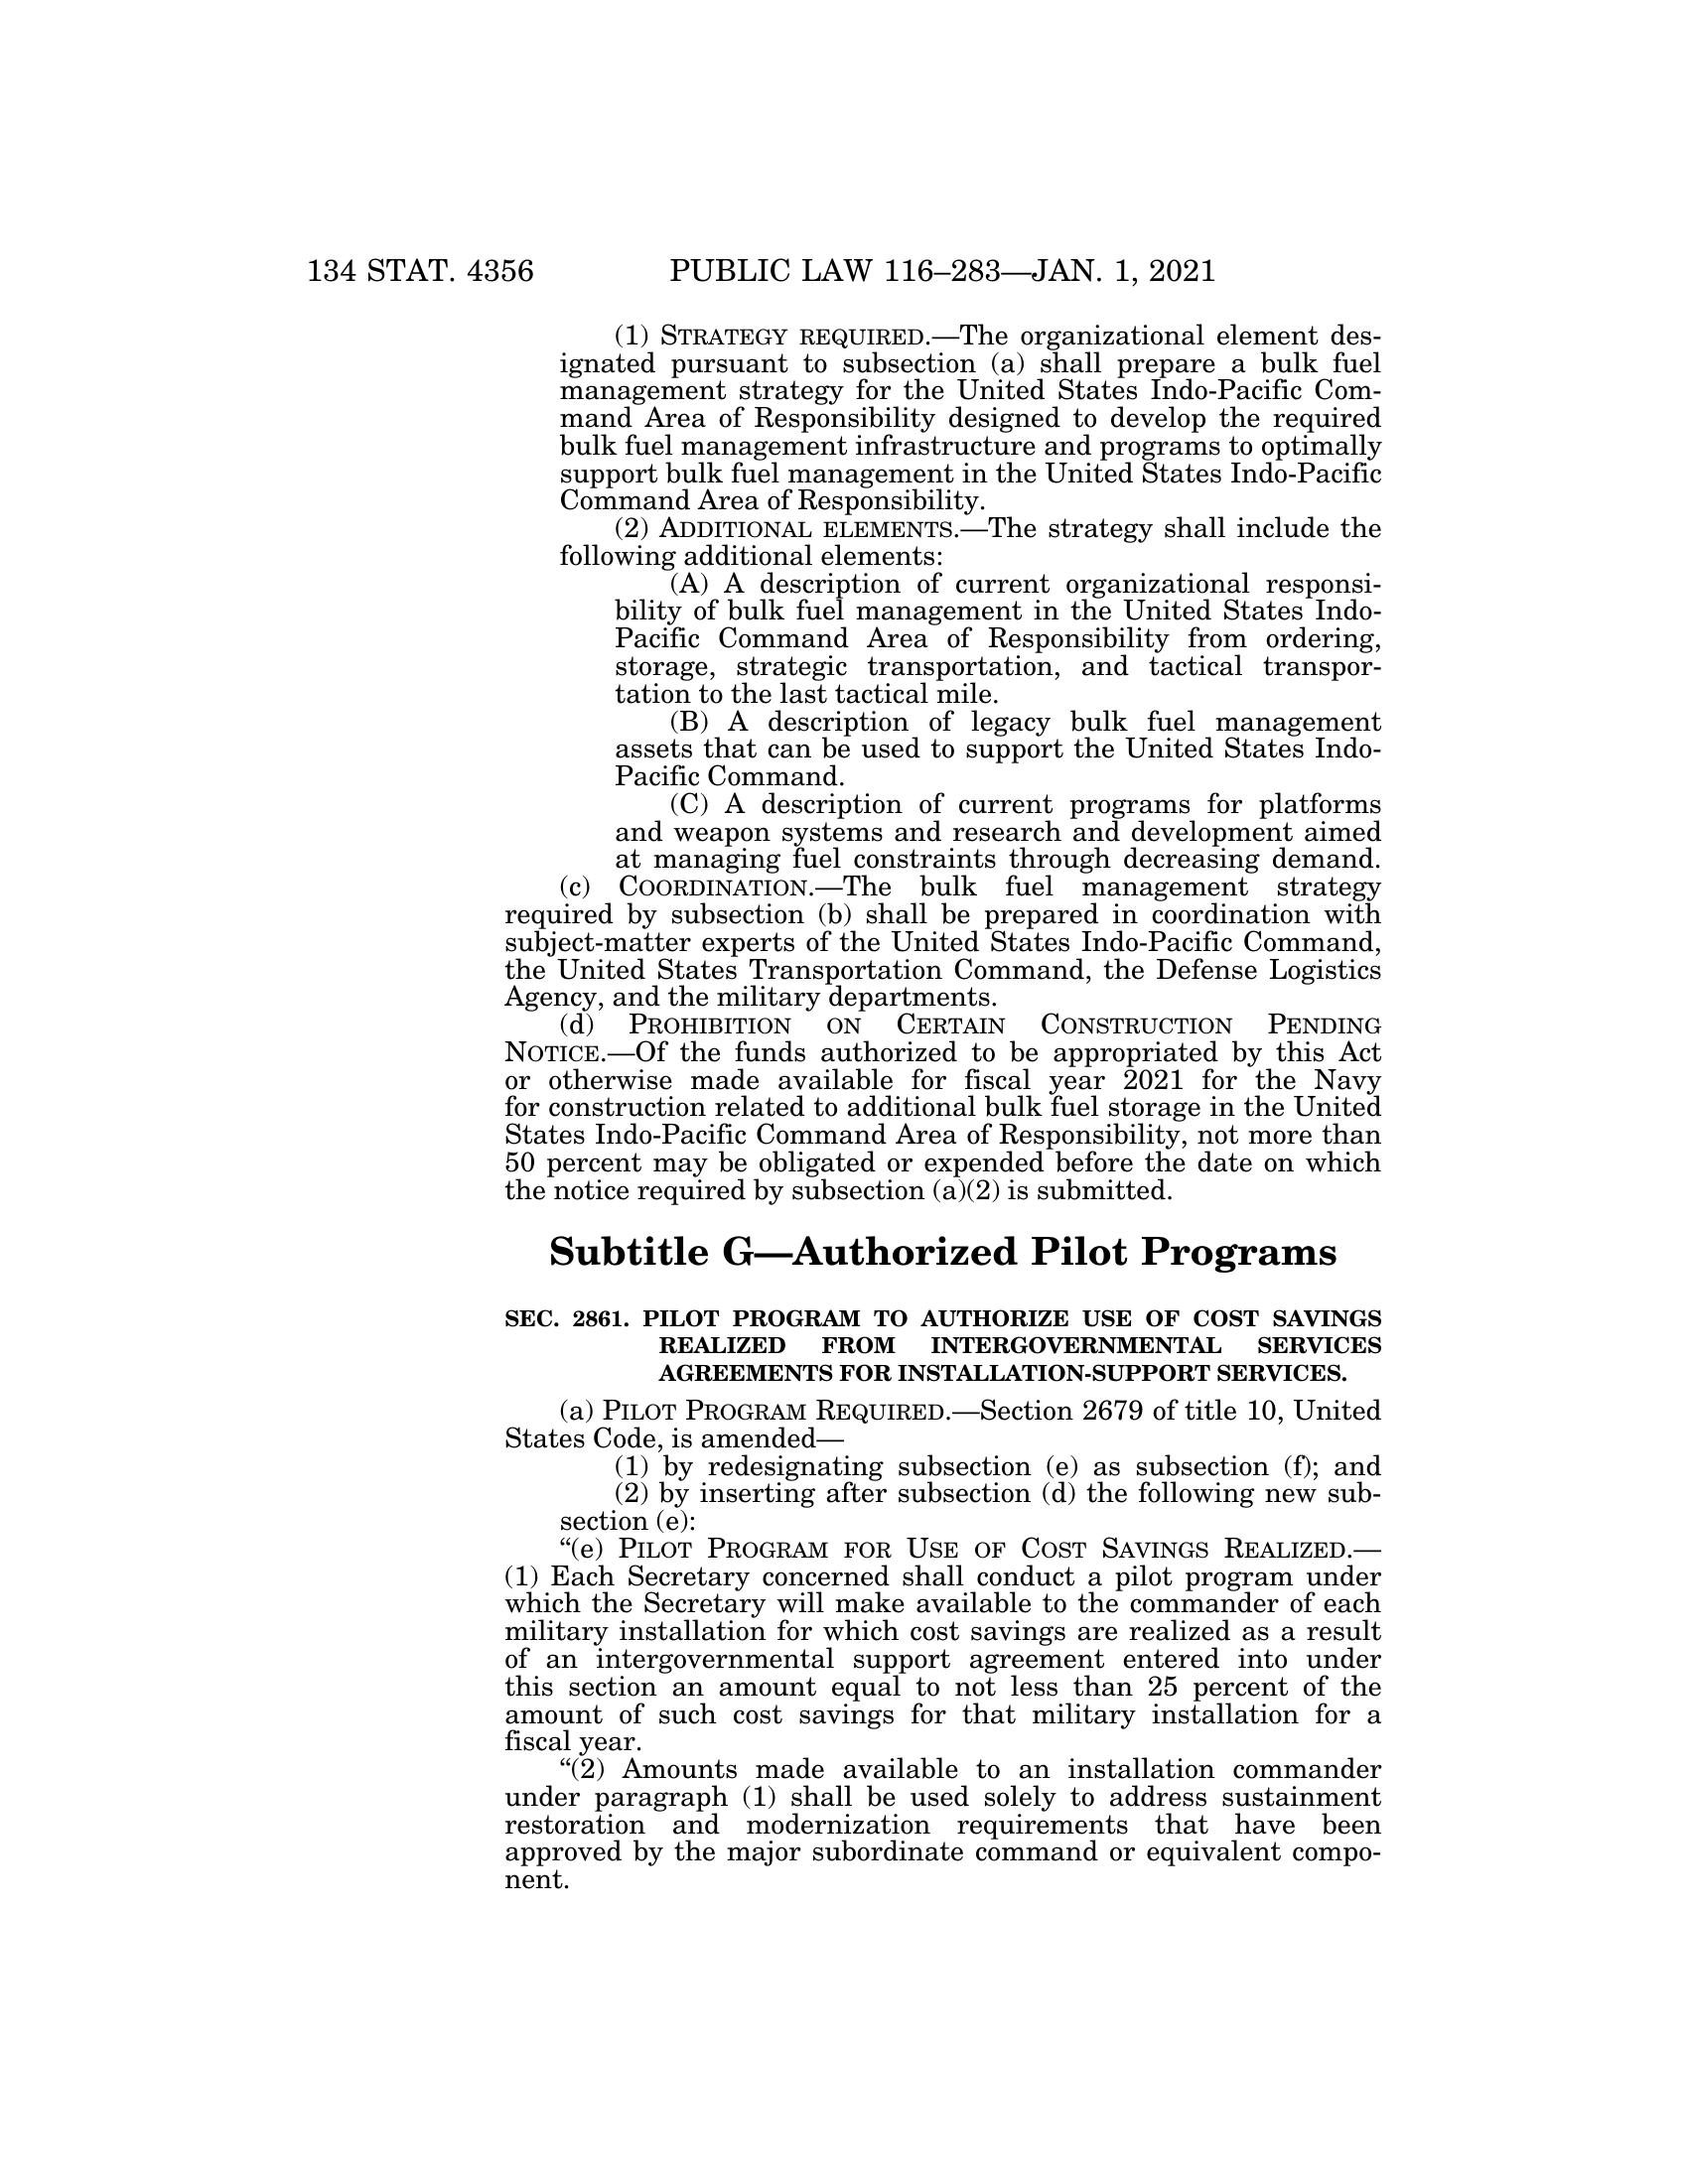 134 STAT. 4356 PUBLIC LAW 116–283—JAN. 1, 2021
(1) STRATEGY REQUIRED.—The organizational element des-
ignated pursuant to subsection (a) shall prepare a bulk fuel
management strategy for the United States Indo-Pacific Com-
mand Area of Responsibility designed to develop the required
bulk fuel management infrastructure and programs to optimally
support bulk fuel management in the United States Indo-Pacific
Command Area of Responsibility.
(2) ADDITIONAL ELEMENTS.—The strategy shall include the
following additional elements:
(A) A description of current organizational responsi-
bility of bulk fuel management in the United States Indo-
Pacific Command Area of Responsibility from ordering,
storage, strategic transportation, and tactical transpor-
tation to the last tactical mile.
(B) A description of legacy bulk fuel management
assets that can be used to support the United States Indo-
Pacific Command.
(C) A description of current programs for platforms
and weapon systems and research and development aimed
at managing fuel constraints through decreasing demand.
(c) COORDINATION.—The bulk fuel management strategy
required by subsection (b) shall be prepared in coordination with
subject-matter experts of the United States Indo-Pacific Command,
the United States Transportation Command, the Defense Logistics
Agency, and the military departments.
(d) PROHIBITION ON CERTAIN CONSTRUCTION PENDING
NOTICE.—Of the funds authorized to be appropriated by this Act
or otherwise made available for fiscal year 2021 for the Navy
for construction related to additional bulk fuel storage in the United
States Indo-Pacific Command Area of Responsibility, not more than
50 percent may be obligated or expended before the date on which
the notice required by subsection (a)(2) is submitted.
Subtitle G—Authorized Pilot Programs
SEC. 2861. PILOT PROGRAM TO AUTHORIZE USE OF COST SAVINGS
REALIZED FROM INTERGOVERNMENTAL SERVICES
AGREEMENTS FOR INSTALLATION-SUPPORT SERVICES.
(a) PILOT PROGRAM REQUIRED.—Section 2679 of title 10, United
States Code, is amended—
(1) by redesignating subsection (e) as subsection (f); and
(2) by inserting after subsection (d) the following new sub-
section (e):
“(e) PILOT PROGRAM FOR USE OF COST SAVINGS REALIZED.—
(1) Each Secretary concerned shall conduct a pilot program under
which the Secretary will make available to the commander of each
military installation for which cost savings are realized as a result
of an intergovernmental support agreement entered into under
this section an amount equal to not less than 25 percent of the
amount of such cost savings for that military installation for a
fiscal year.
“(2) Amounts made available to an installation commander
under paragraph (1) shall be used solely to address sustainment
restoration and modernization requirements that have been
approved by the major subordinate command or equivalent compo-
nent.